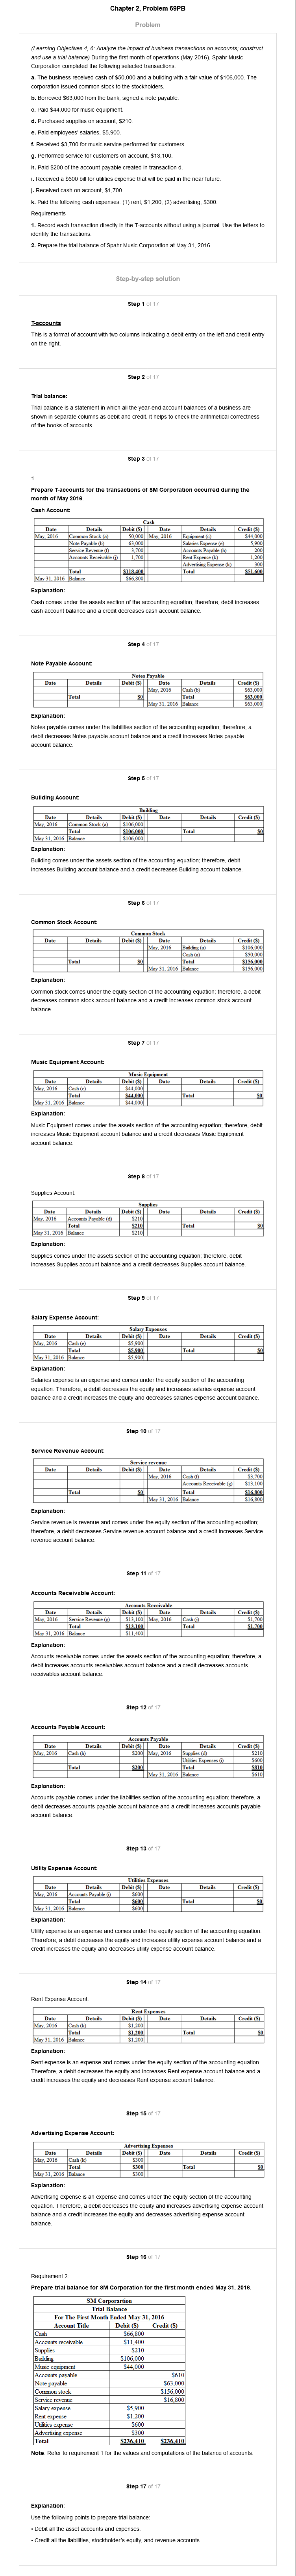 Chapter 2, Problem 69PB
Problem
(Learning Objectives 4, 6: Analyze the impact of business transactions on accounts; construct
and use a trial balance) During the first month of operations (May 2016), Spahr Music
Corporation completed the following selected transactions:
a. The business received cash of $50,000 and a building with a fair value of $106,000. The
corporation issued common stock to the stockholders.
b. Borrowed $63,000 from the bank; signed a note payable.
c. Paid $44,000 for music equipment.
d. Purchased supplies on account, $210.
e. Paid employees' salaries, $5,900.
f. Received $3,700 for music service performed for customers.
g. Performed service for customers on account, $13,100.
h. Paid $200 of the account payable created in transaction d.
i. Received a $600 bill for utilities expense that will be paid in the near future.
j. Received cash on account, $1,700.
k. Paid the following cash expenses: (1) rent, $1,200; (2) advertising, $300.
Requirements
1. Record each transaction directly in the T-accounts without using a journal. Use the letters to
identify the transactions.
2. Prepare the trial balance of Spahr Music Corporation at May 31, 2016.
Step-by-step solution
Step 1 of 17
T-accounts
This is a format of account with two columns indicating a debit entry on the left and credit entry
on the right.
Step 2 of 17
Trial balance:
Trial balance is a statement in which all the year-end account balances of a business are
shown in separate columns as debit and credit. It helps to check the arithmetical correctness
of the books of accounts.
Step 3 of 17
1.
Prepare T-accounts for the transactions of SM Corporation occurred during the
month of May 2016.
Cash Account:
Cash
Date Details Debit ($) Date Details Credit ($)
May, 2016 Common Stock (a) 50,000 May, 2016 Equipment (c) $44,000
Note Payable (b) 63,000 Salaries Expense (e) 5,900
Service Revenue (f) 3,700 Accounts Payable (h) 200
Accounts Receivable (j) 1,700 Rent Expense (k) 1,200
Advertising Expense (k) 300
Total $118,400 Total $51,600
May 31, 2016 Balance $66,800
Explanation:
Cash comes under the assets section of the accounting equation; therefore, debit increases
cash account balance and a credit decreases cash account balance.
Step 4 of 17
Note Payable Account:
Notes Payable
Date Details Debit ($) Date Details Credit ($)
May, 2016 Cash (b) $63,000
Total $0 Total $63,000
May 31, 2016 Balance $63,000
Explanation:
Notes payable comes under the liabilities section of the accounting equation; therefore, a
debit decreases Notes payable account balance and a credit increases Notes payable
account balance.
Step 5 of 17
Building Account:
Building
Date Details Debit ($) Date Details Credit ($)
May, 2016 Common Stock (a) $106,000
Total $106,000 Total $0
May 31, 2016 Balance $106,000
Explanation:
Building comes under the assets section of the accounting equation; therefore, debit
increases Building account balance and a credit decreases Building account balance.
Step 6 of 17
Common Stock Account:
Common Stock
Date Details Debit ($) Date Details Credit ($)
May, 2016 Building (a) $106,000
Cash (a) $50,000
Total $0 Total $156,000
May 31, 2016 Balance $156,000
Explanation:
Common stock comes under the equity section of the accounting equation; therefore, a debit
decreases common stock account balance and a credit increases common stock account
balance.
Step 7 of 17
Music Equipment Account:
Music Equipment
Date Details Debit ($) Date Details Credit ($)
May, 2016 Cash (c) $44,000
Total $44,000 Total $0
May 31, 2016 Balance $44,000
Explanation:
Music Equipment comes under the assets section of the accounting equation; therefore, debit
increases Music Equipment account balance and a credit decreases Music Equipment
account balance.
Step 8 of 17
Supplies Account:
Supplies
Date Details Debit ($) Date Details Credit ($)
May, 2016 Accounts Payable (d) $210
Total $210 Total $0
May 31, 2016 Balance $210
Explanation:
Supplies comes under the assets section of the accounting equation; therefore, debit
increases Supplies account balance and a credit decreases Supplies account balance.
Step 9 of 17
Salary Expense Account:
Salary Expenses
Date Details Debit ($) Date Details Credit ($)
May, 2016 Cash (e) $5,900
Total $5,900 Total $0
May 31, 2016 Balance $5,900
Explanation:
Salaries expense is an expense and comes under the equity section of the accounting
equation. Therefore, a debit decreases the equity and increases salaries expense account
balance and a credit increases the equity and decreases salaries expense account balance.
Step 10 of 17
Service Revenue Account:
Service revenue
Date Details Debit ($) Date Details Credit ($)
May, 2016 Cash (f) $3,700
Accounts Receivable (g) $13,100
Total $0 Total $16,800
May 31, 2016 Balance $16,800
Explanation:
Service revenue is revenue and comes under the equity section of the accounting equation;
therefore, a debit decreases Service revenue account balance and a credit increases Service
revenue account balance.
Step 11 of 17
Accounts Receivable Account:
Accounts Receivable
Date Details Debit ($) Date Details Credit ($)
May, 2016 Service Revenue (g) $13,100 May, 2016 Cash (j) $1,700
Total $13,100 Total $1,700
May 31, 2016 Balance $11,400
Explanation:
Accounts receivable comes under the assets section of the accounting equation; therefore, a
debit increases accounts receivables account balance and a credit decreases accounts
receivables account balance.
Step 12 of 17
Accounts Payable Account:
Accounts Payable
Date Details Debit ($) Date Details Credit ($)
May, 2016 Cash (h) $200 May, 2016 Supplies (d) $210
Utilities Expenses (i) $600
Total $200 Total $810
May 31, 2016 Balance $610
Explanation:
Accounts payable comes under the liabilities section of the accounting equation; therefore, a
debit decreases accounts payable account balance and a credit increases accounts payable
account balance.
Step 13 of 17
Utility Expense Account:
Utilities Expenses
Date Details Debit ($) Date Details Credit ($)
May, 2016 Accounts Payable (i) $600
Total $600 Total $0
May 31, 2016 Balance $600
Explanation:
Utility expense is an expense and comes under the equity section of the accounting equation.
Therefore, a debit decreases the equity and increases utility expense account balance and a
credit increases the equity and decreases utility expense account balance.
Step 14 of 17
Rent Expense Account:
Rent Expenses
Date Details Debit ($) Date Details Credit ($)
May, 2016 Cash (k) $1,200
Total $1,200 Total $0
May 31, 2016 Balance $1,200
Explanation:
Rent expense is an expense and comes under the equity section of the accounting equation.
Therefore, a debit decreases the equity and increases Rent expense account balance and a
credit increases the equity and decreases Rent expense account balance.
Step 15 of 17
Advertising Expense Account:
Advertising Expenses
Date Details Debit ($) Date Details Credit ($)
May, 2016 Cash (k) $300
Total $300 Total $0
May 31, 2016 Balance $300
Explanation:
Advertising expense is an expense and comes under the equity section of the accounting
equation. Therefore, a debit decreases the equity and increases advertising expense account
balance and a credit increases the equity and decreases advertising expense account
balance.
Step 16 of 17
Requirement 2:
Prepare trial balance for SM Corporation for the first month ended May 31, 2016.
SM Corporartion
Trial Balance
For The First Month Ended May 31, 2016
Account Title Debit ($) Credit ($)
Cash $66,800
Accounts receivable $11,400
Supplies $210
Building $106,000
Music equipment $44,000
Accounts payable $610
Note payable $63,000
Common stock $156,000
Service revenue $16,800
Salary expense $5,900
Rent expense $1,200
Utilities expense $600
Advertising expense $300
Total $236,410 $236,410
Note: Refer to requirement 1 for the values and computations of the balance of accounts.
Step 17 of 17
Explanation:
Use the following points to prepare trial balance:
• Debit all the asset accounts and expenses.
• Credit all the liabilities, stockholder's equity, and revenue accounts.